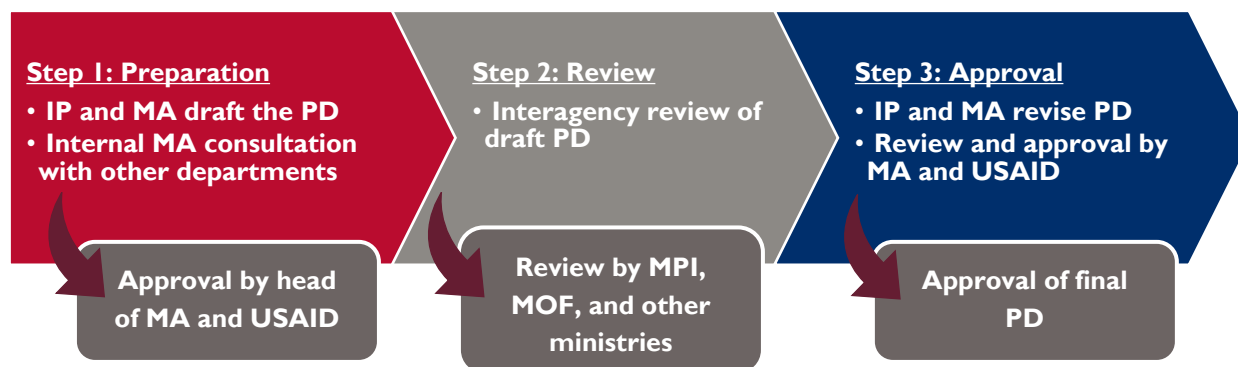 Step 1: Preparation
• IP and MA draft the PD
• Internal MA consultation
with other departments
Approval by head
of MA and USAID
Step 2: Review
• Interagency review of
draft PD
Review by MPI,
MOF, and other
ministries
Step 3: Approval
• IP and MA revise PD
• Review and approval by
MA and USAID
Approval of final
PD